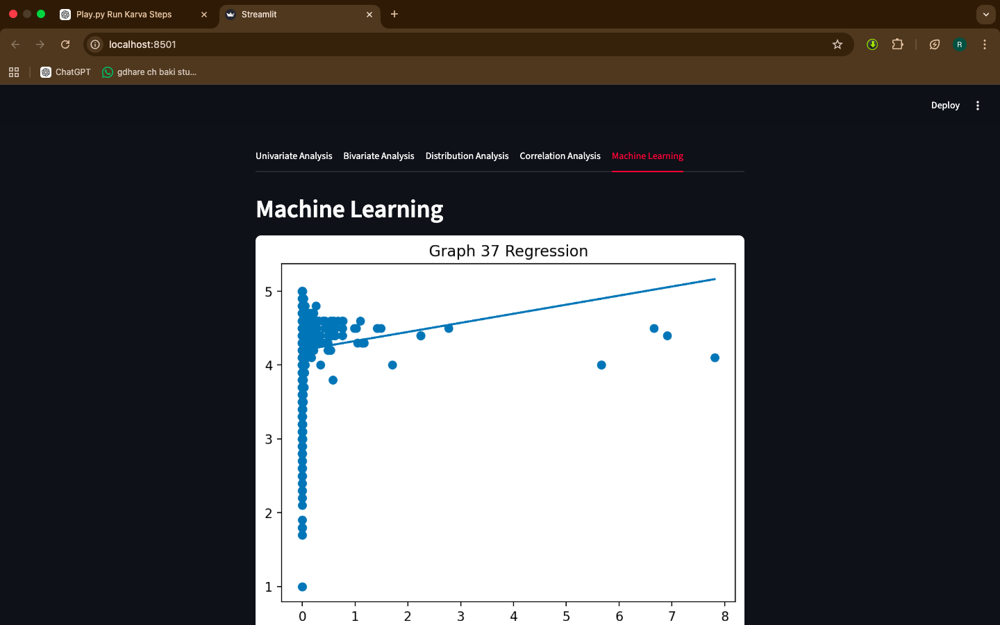 Play.py Run Karva Steps
Streamlit
localhost:8501
R
ChatGPT
gdhare ch baki stu...
Deploy
Univariate Analysis Bivariate Analysis Distribution Analysis Correlation Analysis Machine Learning
Machine Learning
Graph 37 Regression
5
4
3
2
1
0 1 2 3 4 5 6 7 8